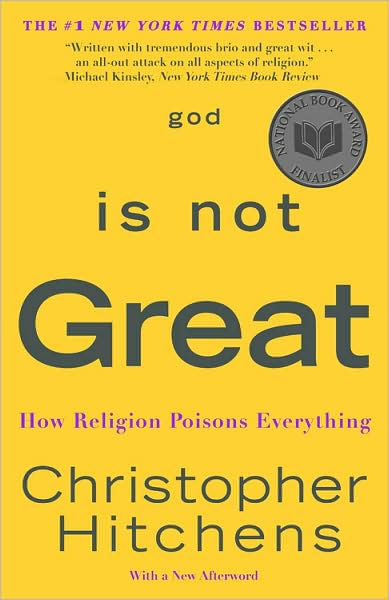 THE #1 NEW YORK TIMES BESTSELLER
“Written with tremendous brio and great wit . . .
an all-out attack on all aspects of religion.”
Michael Kinsley, New York Times Book Review
god
NATIONAL BOOK AWARD
FINALIST
is not
Great
How Religion Poisons Everything
Christopher
Hitchens
With a New Afterword